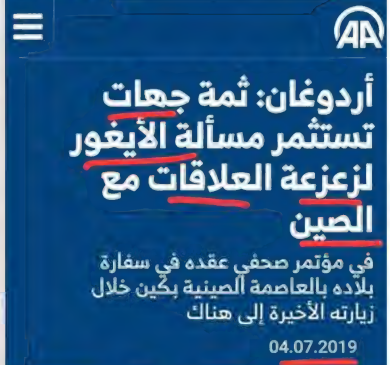 AA
أردوغان: ثمة جهات
تستثمر مسألة الأيغور
لزعزعة العلاقات مع
الصين
في مؤتمر صحفي عقده في سفارة
بلاده بالعاصمة الصينية بكين خلال
زيارته الأخيرة إلى هناك
04.07.2019